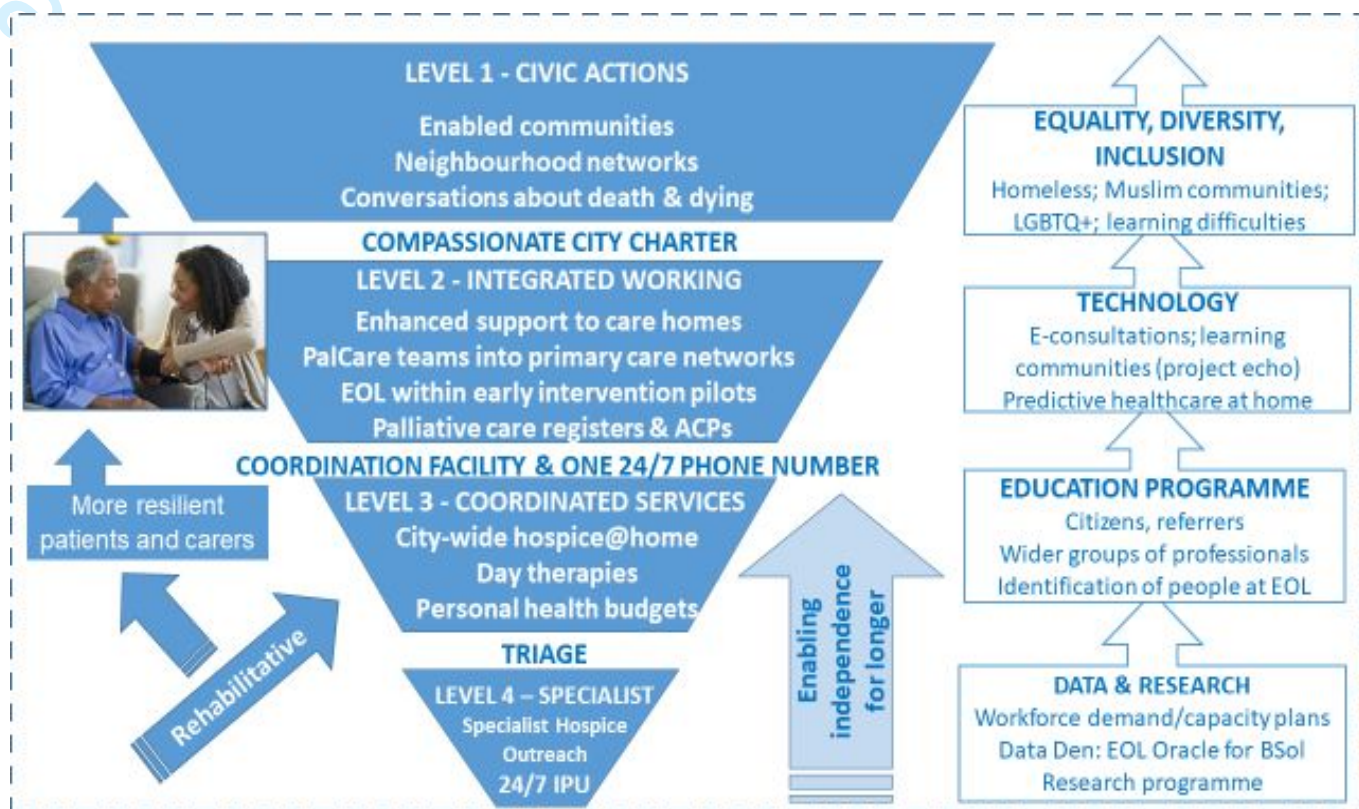 LEVEL 1 - CIVIC ACTIONS
Enabled communities
Neighbourhood networks
Conversations about death & dying
COMPASSIONATE CITY CHARTER
LEVEL 2 - INTEGRATED WORKING
Enhanced support to care homes
PalCare teams into primary care networks
EOL within early intervention pilots
Palliative care registers & ACPs
COORDINATION FACILITY & ONE 24/7 PHONE NUMBER
LEVEL 3 - COORDINATED SERVICES
City-wide hospice@home
Day therapies
Personal health budgets
TRIAGE
LEVEL 4 – SPECIALIST
Specialist Hospice
Outreach
24/7 IPU
More resilient
patients and carers
Rehabilitative
Enabling
independence
for longer
EQUALITY, DIVERSITY,
INCLUSION
Homeless; Muslim communities;
LGBTQ+; learning difficulties
TECHNOLOGY
E-consultations; learning
communities (project echo)
Predictive healthcare at home
EDUCATION PROGRAMME
Citizens, referrers
Wider groups of professionals
Identification of people at EOL
DATA & RESEARCH
Workforce demand/capacity plans
Data Den: EOL Oracle for BSol
Research programme